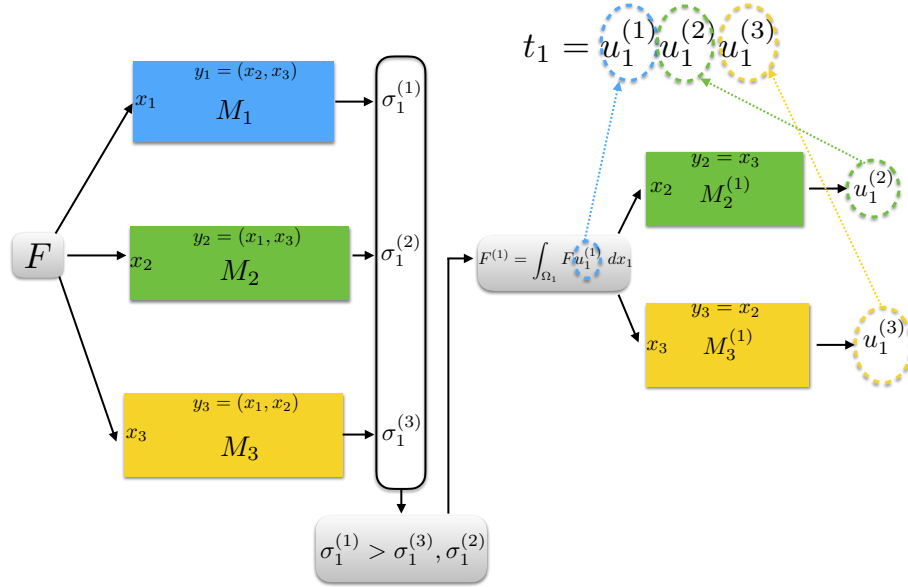 t_1 = u_1^{(1)} u_1^{(2)} u_1^{(3)}
y_1 = (x_2, x_3)
x_1
M_1
σ_1^{(1)}
y_2 = (x_1, x_3)
x_2
M_2
σ_1^{(2)}
F
y_3 = (x_1, x_2)
x_3
M_3
σ_1^{(3)}
σ_1^{(1)} > σ_1^{(3)}, σ_1^{(2)}
F^{(1)} = ∫_{Ω_1} F u_1^{(1)} dx_1
y_2 = x_3
x_2
M_2^{(1)}
u_1^{(2)}
y_3 = x_2
x_3
M_3^{(1)}
u_1^{(3)}